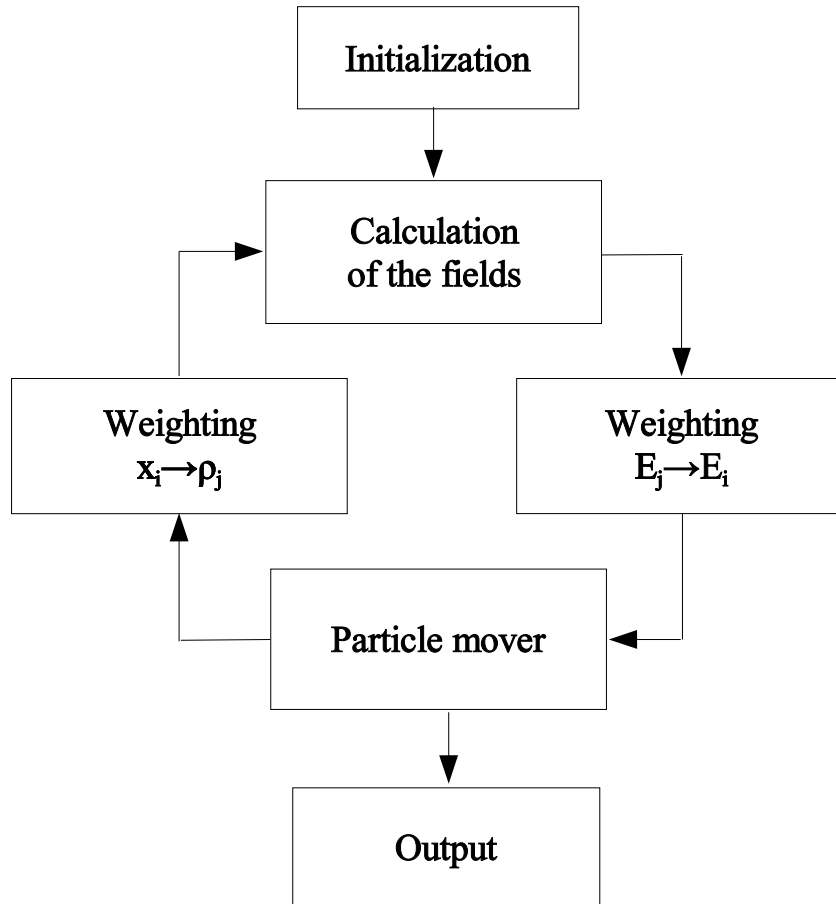 Initialization
Calculation
of the fields
Weighting
xᵢ→ρⱼ
Weighting
Eⱼ→Eᵢ
Particle mover
Output